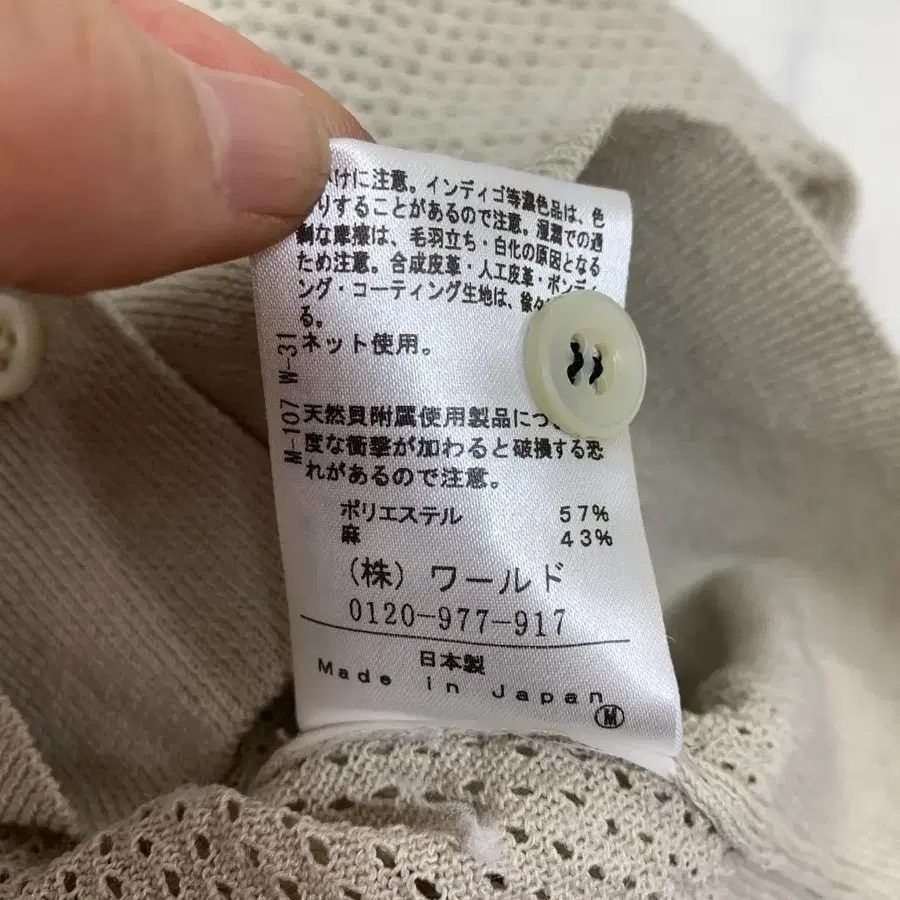 かけに注意。インディゴ等濃色品は、色
りすることがあるので注意。湿潤での過
剰な摩擦は、毛羽立ち・白化の原因となる
ため注意。合成皮革・人工皮革・ボンディ
ング・コーティング生地は、徐々
る。
ネット使用。
M-107 W-31
天然貝附属使用製品につ
度な衝撃が加わると破損する恐
れがあるので注意。
ポリエステル 57%
麻 43%
(株)ワールド
0120-977-917
日本製
Made in Japan
M